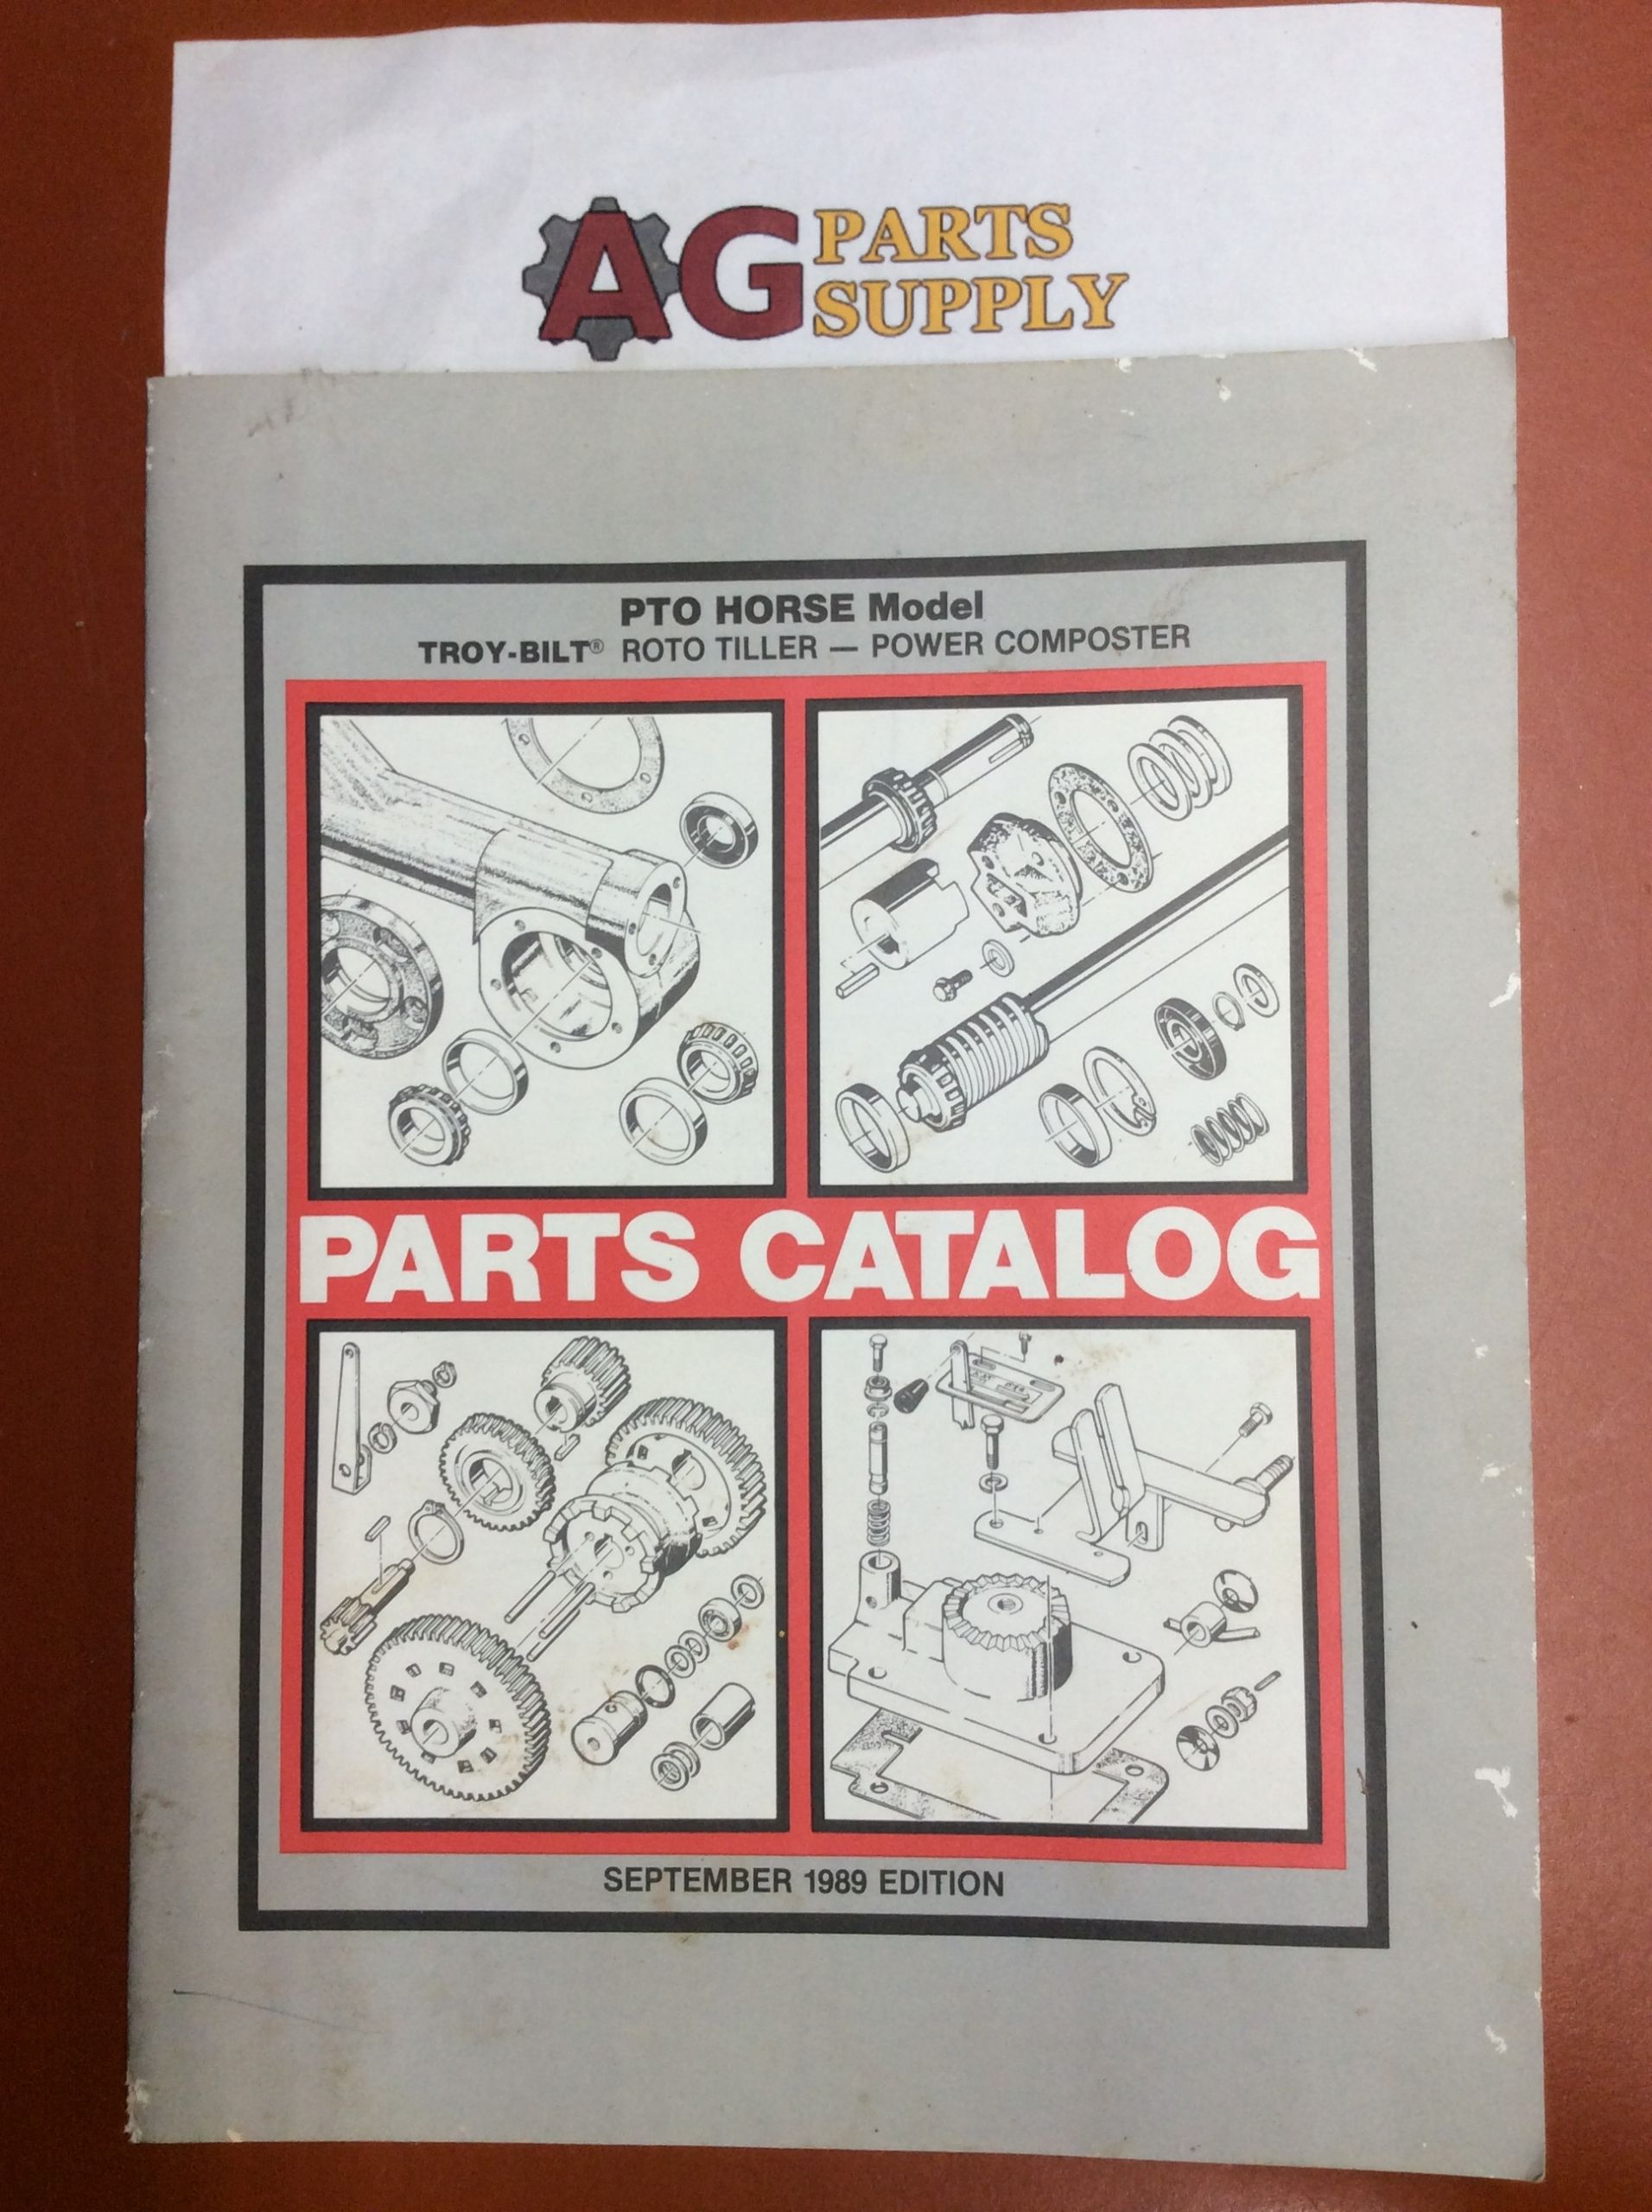 AG PARTS
SUPPLY
PTO HORSE Model
TROY-BILT® ROTO TILLER — POWER COMPOSTER
PARTS CATALOG
SEPTEMBER 1989 EDITION